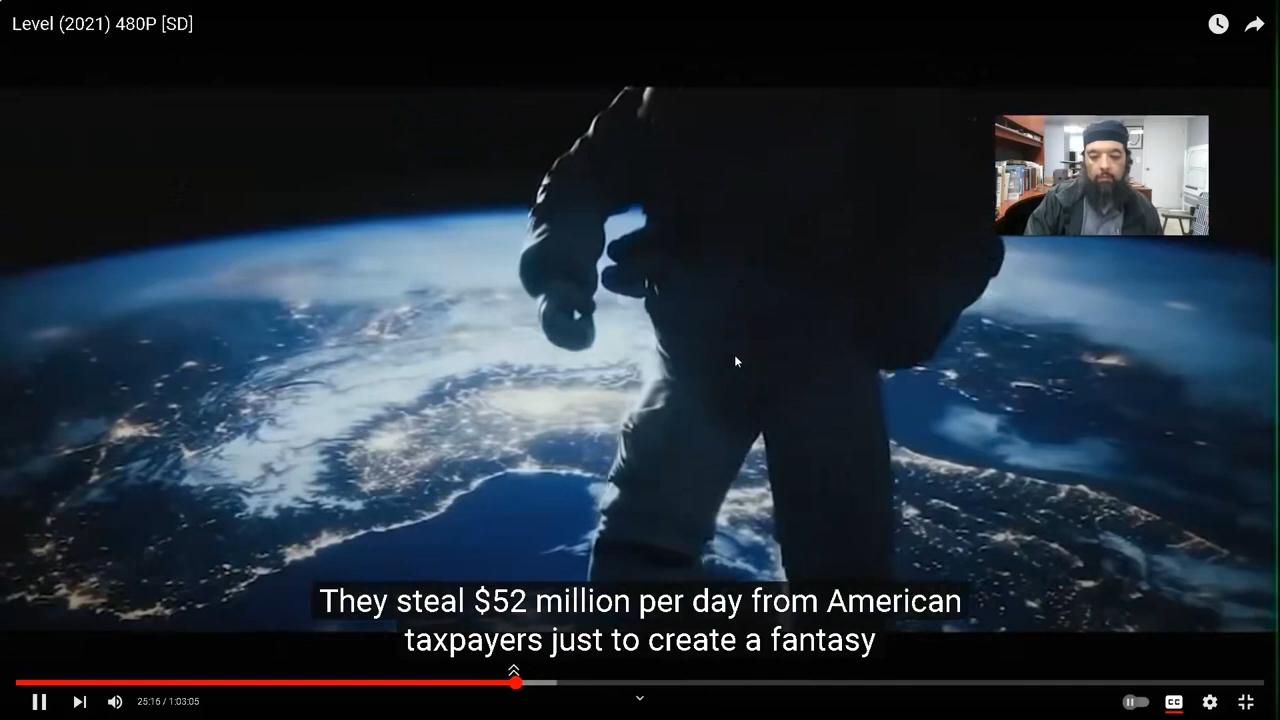 Level (2021) 480P [SD]
They steal $52 million per day from American
taxpayers just to create a fantasy
25:16 / 1:03:05
CC